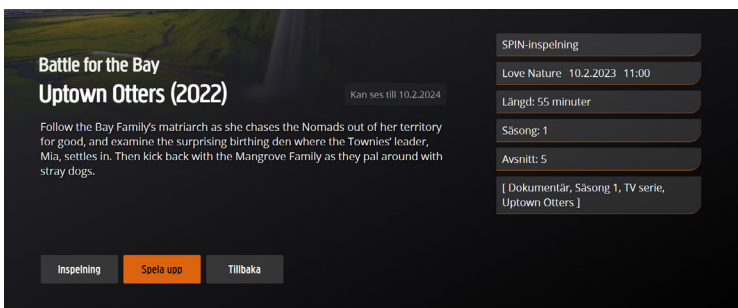 Battle for the Bay
Uptown Otters (2022)
Kan ses till 10.2.2024
Follow the Bay Family's matriarch as she chases the Nomads out of her territory
for good, and examine the surprising birthing den where the Townies' leader,
Mia, settles in. Then kick back with the Mangrove Family as they pal around with
stray dogs.
Inspelning
Spela upp
Tillbaka
SPIN-inspelning
Love Nature 10.2.2023 11:00
Längd: 55 minuter
Säsong: 1
Avsnitt: 5
[ Dokumentär, Säsong 1, TV serie,
Uptown Otters ]